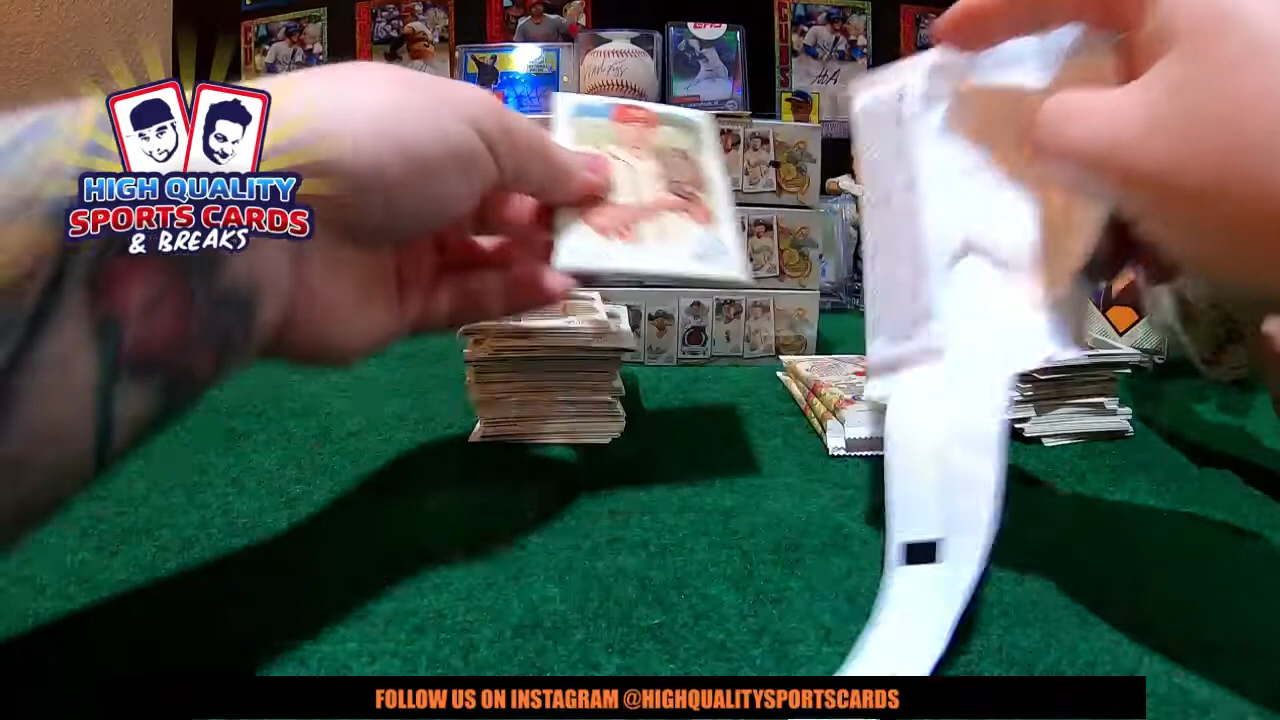 HIGH QUALITY
SPORTS CARDS
& BREAKS
FOLLOW US ON INSTAGRAM @HIGHQUALITYSPORTSCARDS